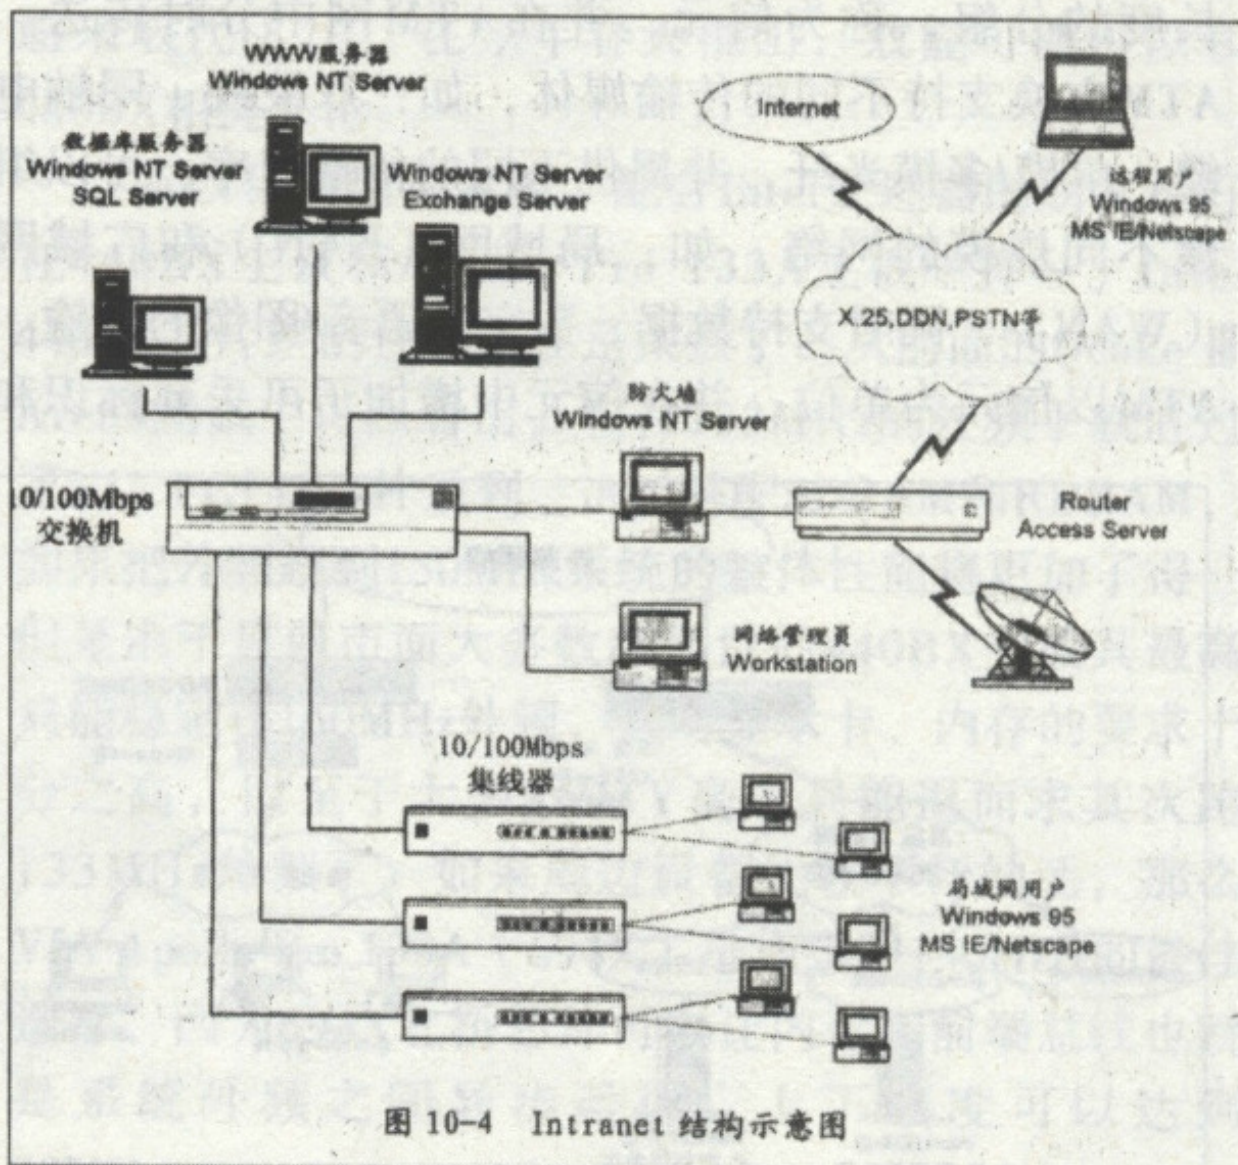 WWW服务器
Windows NT Server
数据库服务器
Windows NT Server
SQL Server
Windows NT Server
Exchange Server
Internet
远程用户
Windows 95
MS IE/Netscape
X.25,DDN,PSTN等
防火墙
Windows NT Server
10/100Mbps
交换机
Router
Access Server
网络管理员
Workstation
10/100Mbps
集线器
局域网用户
Windows 95
MS IE/Netscape
图 10-4 Intranet 结构示意图